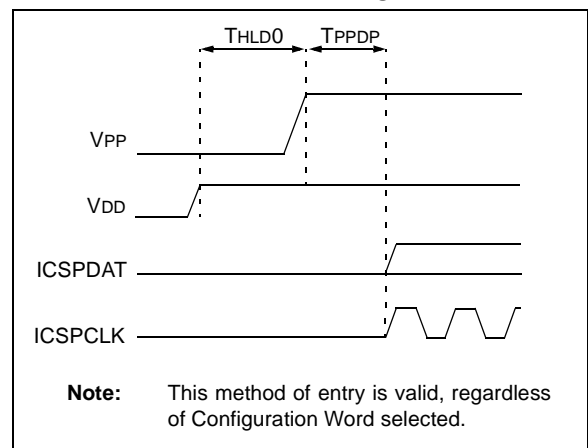 THLD0 TPPDP
VPP
VDD
ICSPDAT
ICSPCLK
Note: This method of entry is valid, regardless
of Configuration Word selected.